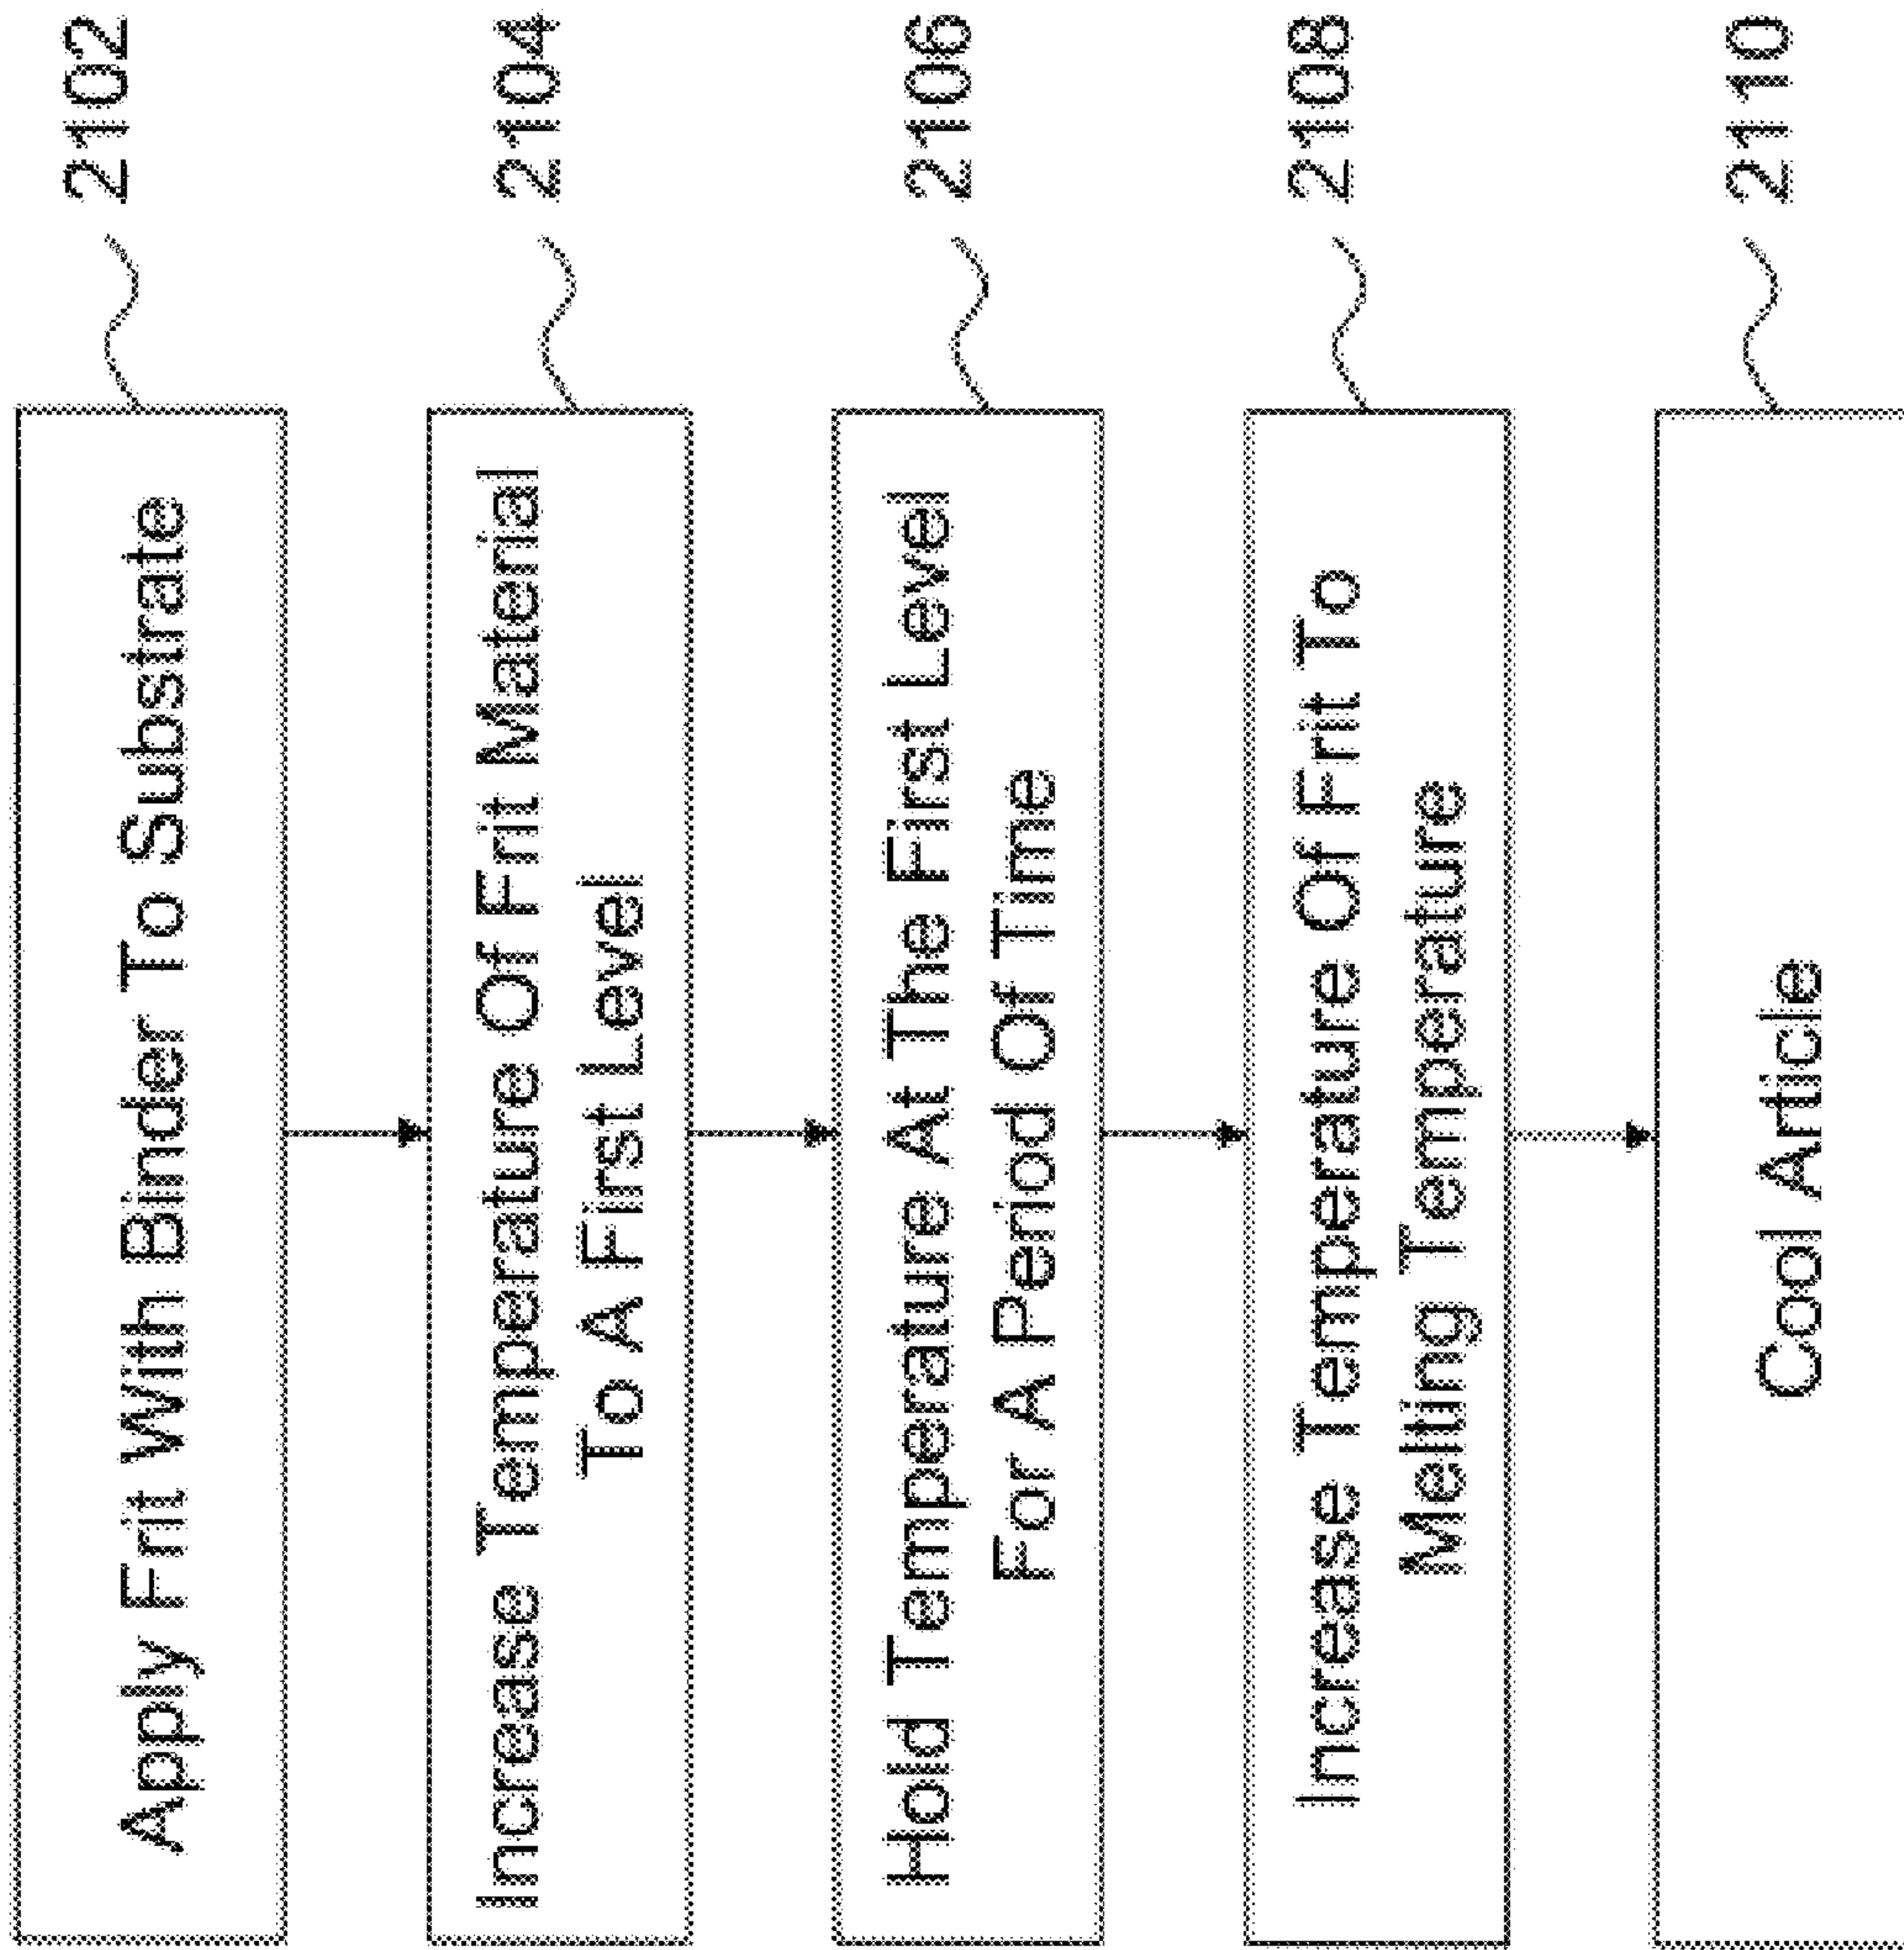 Apply Frit With Binder To Substrate
2102
Increase Temperature Of Frit Material
To A First Level
2104
Hold Temperature At The First Level
For A Period Of Time
2106
Increase Temperature Of Frit To
Melting Temperature
2108
Cool Article
2110